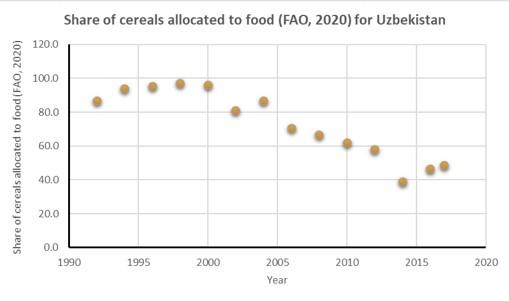 Share of cereals allocated to food (FAO, 2020) for Uzbekistan
Share of cereals allocated to food (FAO, 2020)
120.0
100.0
80.0
60.0
40.0
20.0
0.0
1990 1995 2000 2005 2010 2015 2020
Year